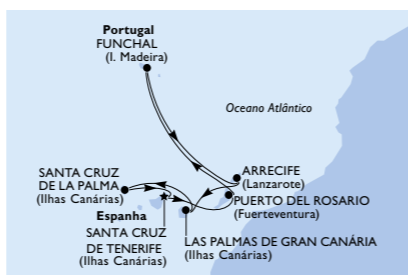 Portugal
FUNCHAL
(I. Madeira)
Oceano Atlântico
ARRECIFE
(Lanzarote)
SANTA CRUZ
DE LA PALMA
(Ilhas Canárias)
PUERTO DEL ROSARIO
(Fuerteventura)
Espanha
SANTA CRUZ
DE TENERIFE
(Ilhas Canárias)
LAS PALMAS DE GRAN CANÁRIA
(Ilhas Canárias)